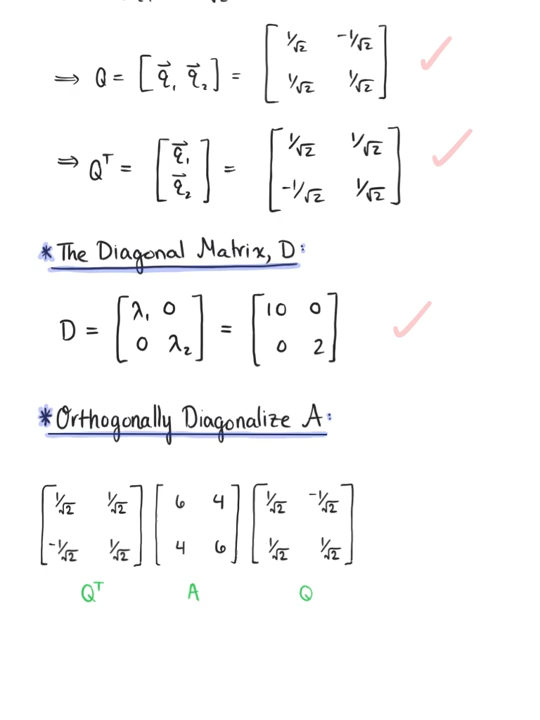 ⇒ Q = [q⃗₁ q⃗₂] = [1/√2 -1/√2; 1/√2 1/√2]
⇒ Qᵀ = [q⃗₁; q⃗₂] = [1/√2 1/√2; -1/√2 1/√2]
*The Diagonal Matrix, D:
D = [λ₁ 0; 0 λ₂] = [10 0; 0 2]
*Orthogonally Diagonalize A:
[1/√2 1/√2; -1/√2 1/√2] [6 4; 4 6] [1/√2 -1/√2; 1/√2 1/√2]
Qᵀ A Q